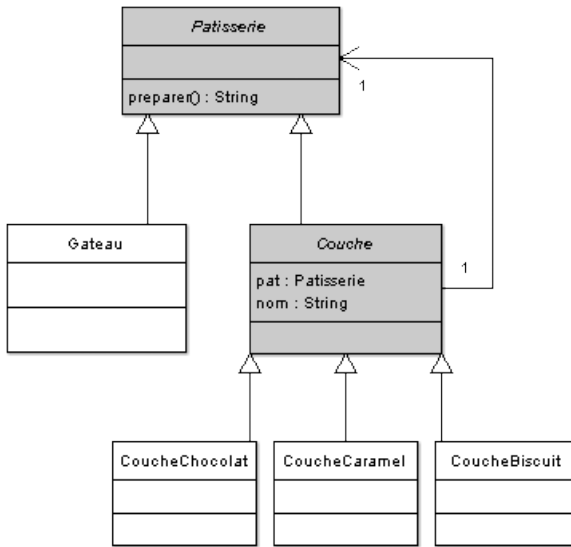 Patisserie
preparer() : String
1
Gateau
Couche
1
pat : Patisserie
nom : String
CoucheChocolat
CoucheCaramel
CoucheBiscuit